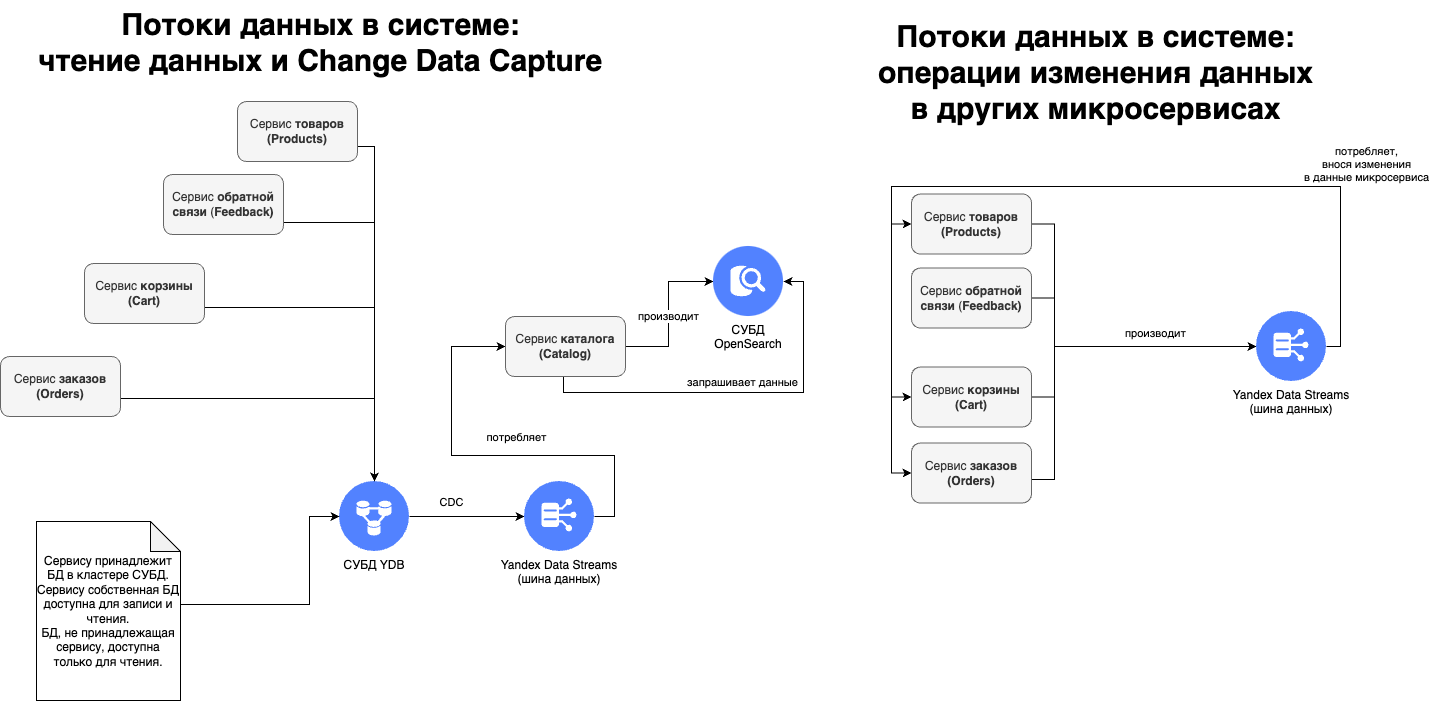 Потоки данных в системе:
чтение данных и Change Data Capture
Сервис товаров
(Products)
Сервис обратной
связи (Feedback)
Сервис корзины
(Cart)
Сервис заказов
(Orders)
Сервису принадлежит
БД в кластере СУБД.
Сервису собственная БД
доступна для записи и
чтения.
БД, не принадлежащая
сервису, доступна
только для чтения.
СУБД YDB
CDC
Yandex Data Streams
(шина данных)
потребляет
Сервис каталога
(Catalog)
производит
СУБД
OpenSearch
запрашивает данные
Потоки данных в системе:
операции изменения данных
в других микросервисах
потребляет,
внося изменения
в данные микросервиса
Сервис товаров
(Products)
Сервис обратной
связи (Feedback)
Сервис корзины
(Cart)
Сервис заказов
(Orders)
производит
Yandex Data Streams
(шина данных)